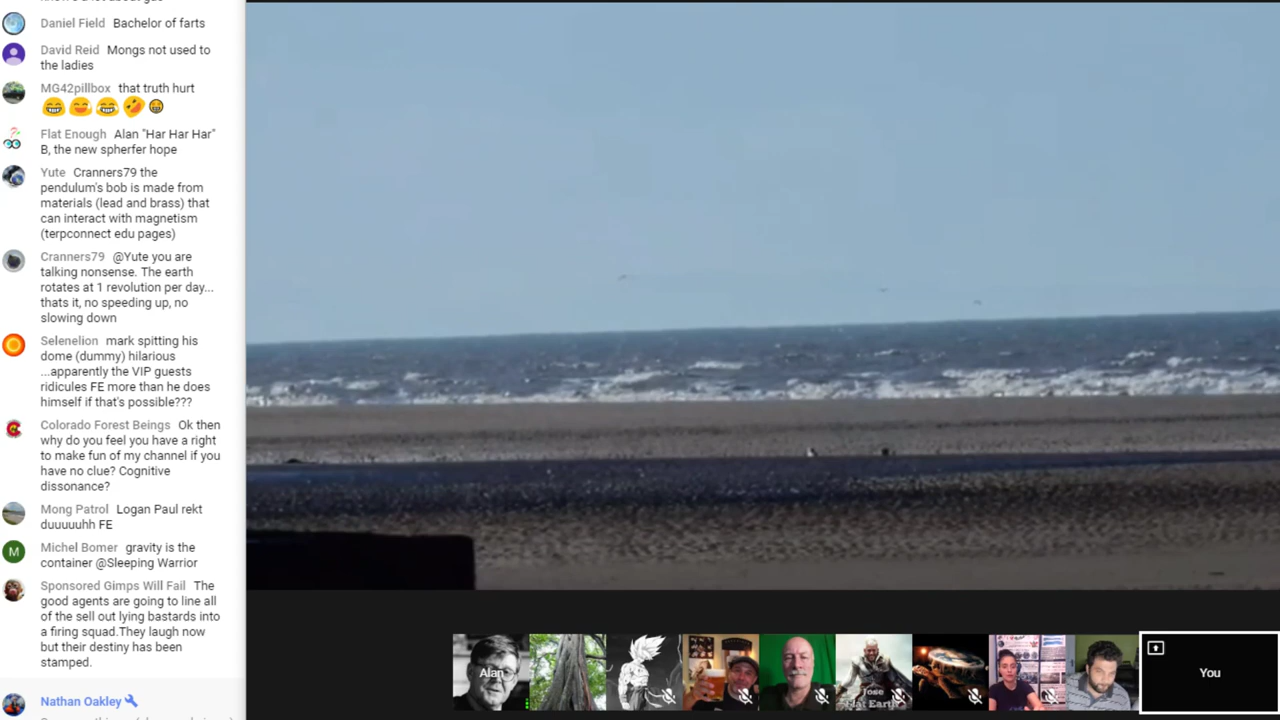 Daniel Field Bachelor of farts
David Reid Mongs not used to
the ladies
MG42pillbox that truth hurt
Flat Enough Alan "Har Har Har"
B, the new spherfer hope
Yute Cranners79 the
pendulum's bob is made from
materials (lead and brass) that
can interact with magnetism
(terpconnect edu pages)
Cranners79 @Yute you are
talking nonsense. The earth
rotates at 1 revolution per day...
thats it, no speeding up, no
slowing down
Selenelion mark spitting his
dome (dummy) hilarious
...apparently the VIP guests
ridicules FE more than he does
himself if that's possible???
Colorado Forest Beings Ok then
why do you feel you have a right
to make fun of my channel if you
have no clue? Cognitive
dissonance?
Mong Patrol Logan Paul rekt
duuuuuhh FE
M
Michel Bomer gravity is the
container @Sleeping Warrior
Sponsored Gimps Will Fail The
good agents are going to line all
of the sell out lying bastards into
a firing squad.They laugh now
but their destiny has been
stamped.
Nathan Oakley
Alan
Jose
Flat Earth
You